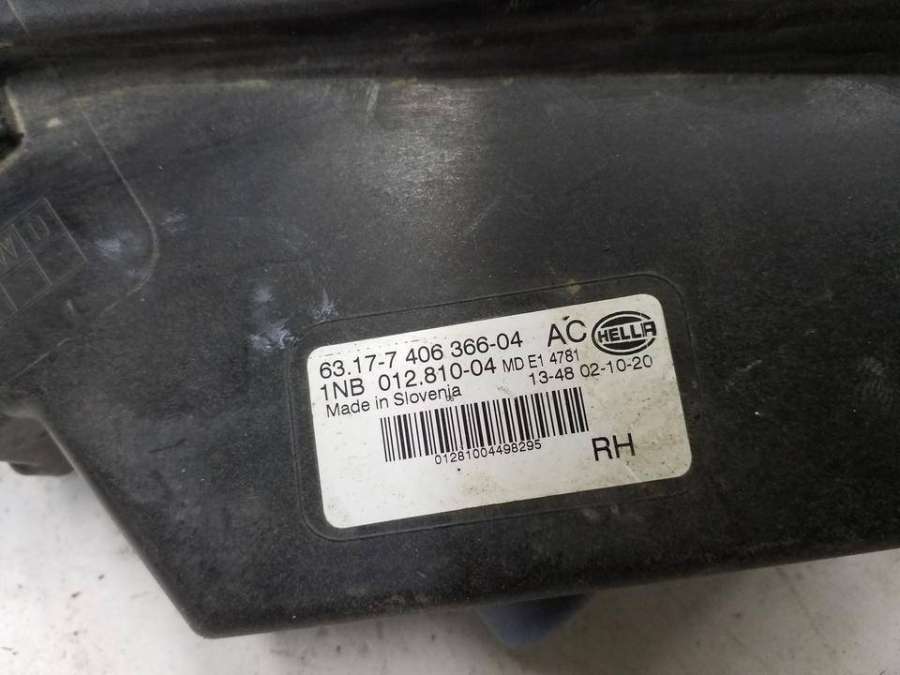 63.17-7 406 366-04 AC HELLA
1NB 012.810-04 MD E1 4781
13-48 02-10-20
Made in Slovenia
01281004498295
RH
WD